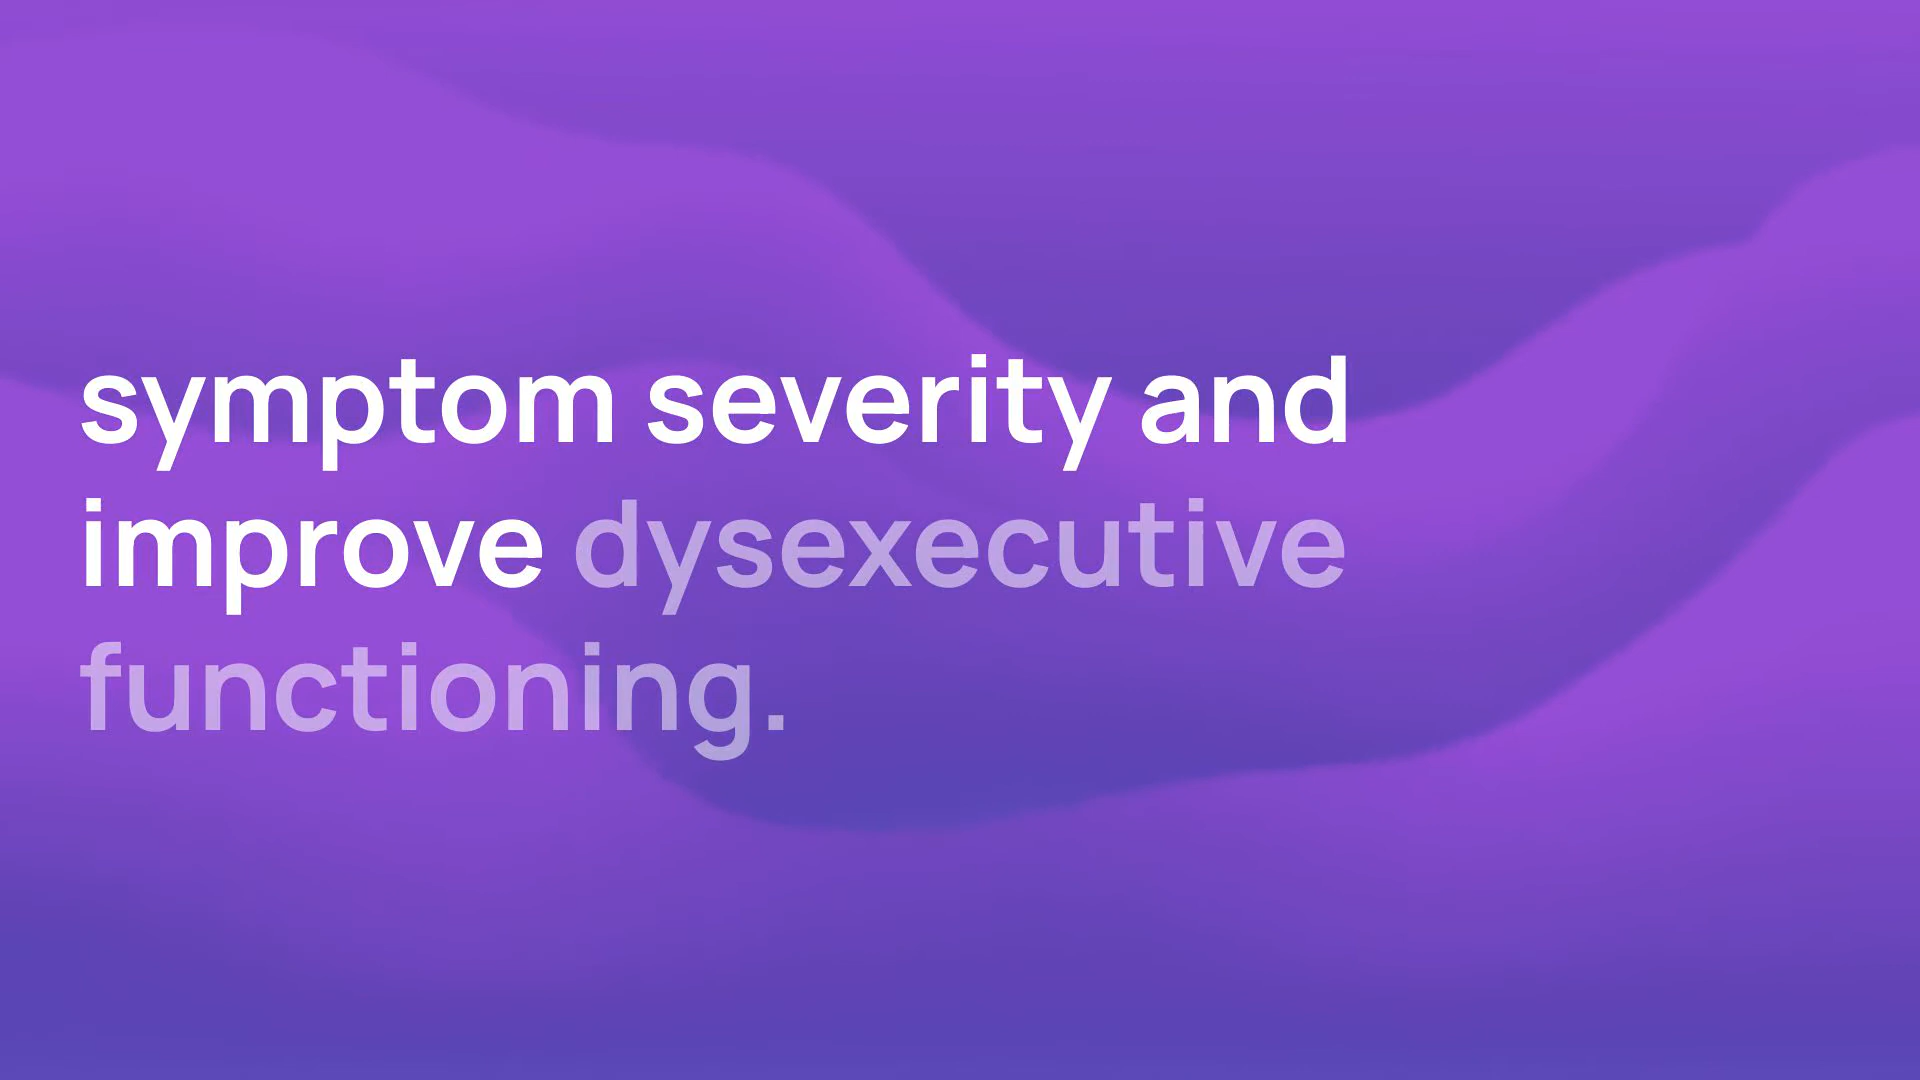 symptom severity and
improve dysexecutive
functioning.